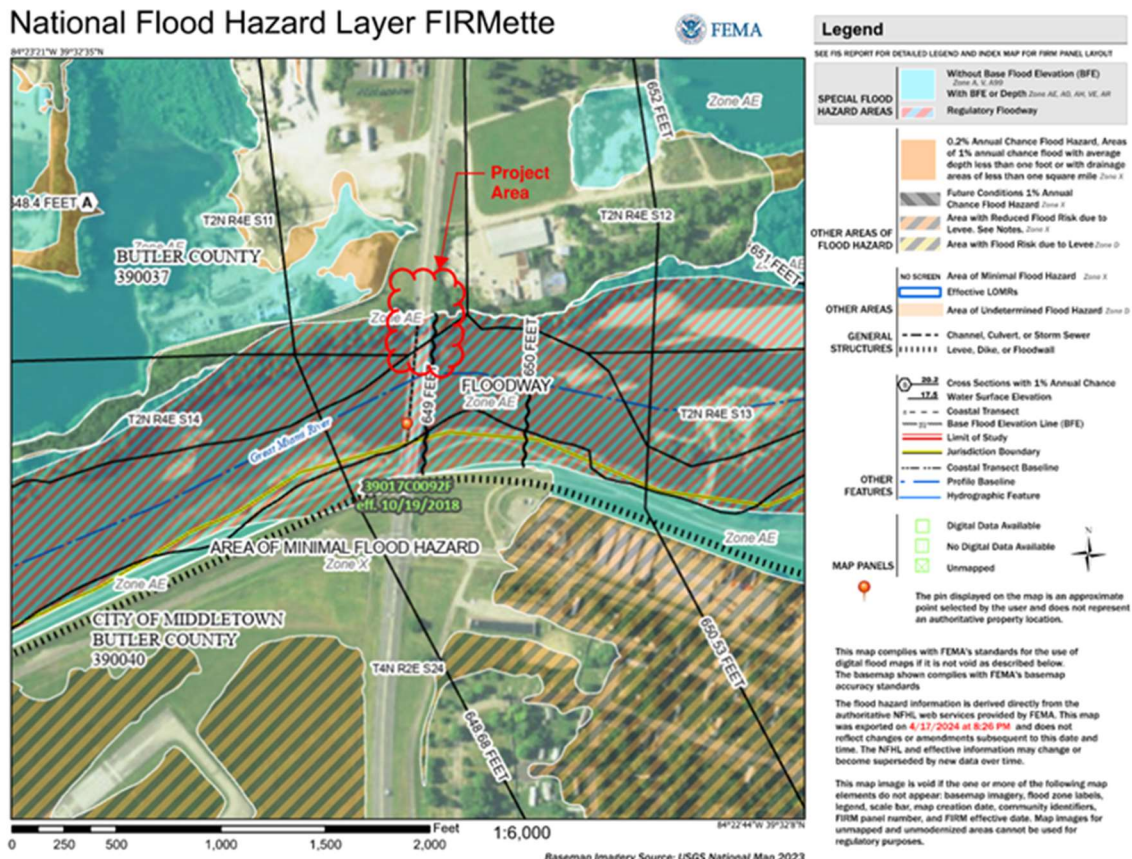 National Flood Hazard Layer FIRMette
FEMA
84°23'21"W 39°32'35"N
652 FEET
Zone AE
Project
Area
48.4 FEET A
T2N R4E S11
T2N R4E S12
Zone AE
BUTLER COUNTY
390037
651 FEET
Zone AE
650 FEET
FLOODWAY
Zone AE
649 FEET
T2N R4E S14
T2N R4E S13
Great Miami River
39017C0092F
eff. 10/19/2018
AREA OF MINIMAL FLOOD HAZARD
Zone X
Zone AE
Zone AE
CITY OF MIDDLETOWN
BUTLER COUNTY
390040
T4N R2E S24
650.53 FEET
648.68 FEET
Feet
1:6,000
84°22'44"W 39°32'8"N
0 250 500 1,000 1,500 2,000
Basemap Imagery Source: USGS National Map 2023
Legend
SEE FIS REPORT FOR DETAILED LEGEND AND INDEX MAP FOR FIRM PANEL LAYOUT
SPECIAL FLOOD
HAZARD AREAS
Without Base Flood Elevation (BFE)
Zone A, V, A99
With BFE or Depth Zone AE, AO, AH, VE, AR
Regulatory Floodway
OTHER AREAS OF
FLOOD HAZARD
0.2% Annual Chance Flood Hazard, Areas
of 1% annual chance flood with average
depth less than one foot or with drainage
areas of less than one square mile Zone X
Future Conditions 1% Annual
Chance Flood Hazard Zone X
Area with Reduced Flood Risk due to
Levee. See Notes. Zone X
Area with Flood Risk due to Levee Zone D
OTHER AREAS
NO SCREEN Area of Minimal Flood Hazard Zone X
Effective LOMRs
Area of Undetermined Flood Hazard Zone D
GENERAL
STRUCTURES
Channel, Culvert, or Storm Sewer
Levee, Dike, or Floodwall
OTHER
FEATURES
B 20.2 Cross Sections with 1% Annual Chance
17.5 Water Surface Elevation
Coastal Transect
Base Flood Elevation Line (BFE)
Limit of Study
Jurisdiction Boundary
Coastal Transect Baseline
Profile Baseline
Hydrographic Feature
MAP PANELS
Digital Data Available
No Digital Data Available
Unmapped
N
The pin displayed on the map is an approximate
point selected by the user and does not represent
an authoritative property location.
This map complies with FEMA's standards for the use of
digital flood maps if it is not void as described below.
The basemap shown complies with FEMA's basemap
accuracy standards
The flood hazard information is derived directly from the
authoritative NFHL web services provided by FEMA. This map
was exported on 4/17/2024 at 8:26 PM and does not
reflect changes or amendments subsequent to this date and
time. The NFHL and effective information may change or
become superseded by new data over time.
This map image is void if the one or more of the following map
elements do not appear: basemap imagery, flood zone labels,
legend, scale bar, map creation date, community identifiers,
FIRM panel number, and FIRM effective date. Map images for
unmapped and unmodernized areas cannot be used for
regulatory purposes.